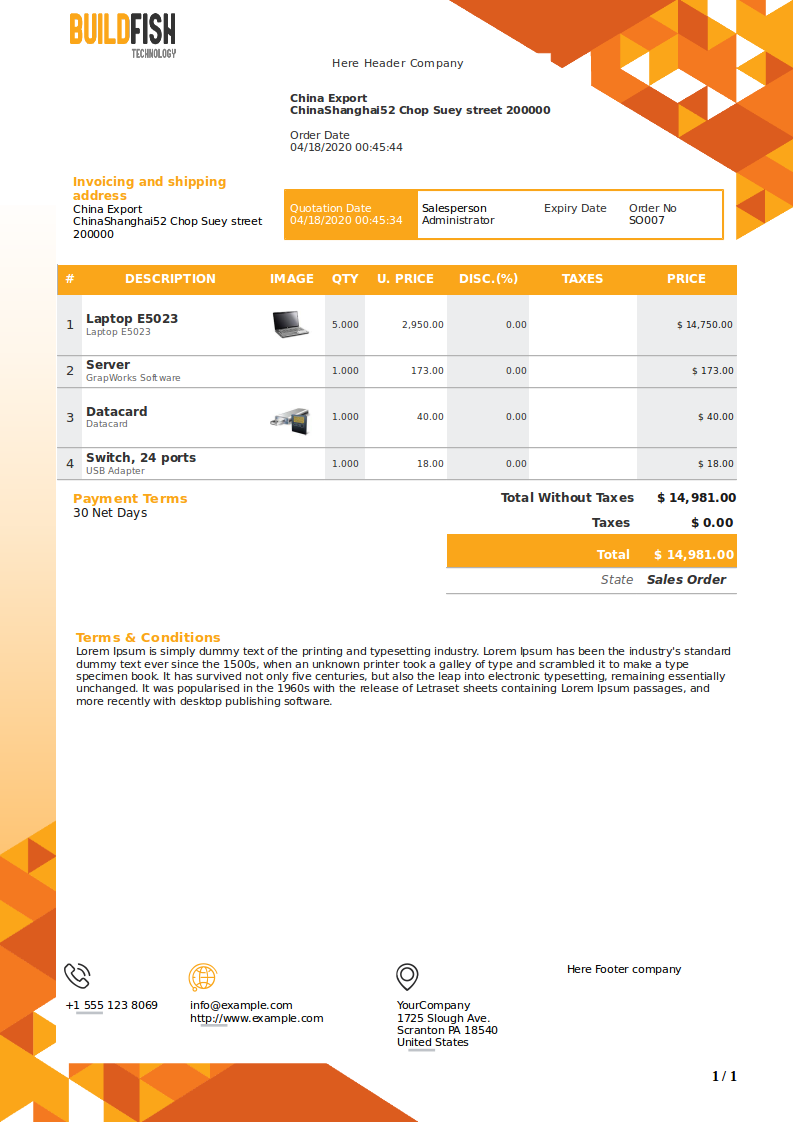 BUILDFISH
TECHNOLOGY
Here Header Company
China Export
ChinaShanghai52 Chop Suey street 200000
Order Date
04/18/2020 00:45:44
Invoicing and shipping
address
China Export
ChinaShanghai52 Chop Suey street
200000
Quotation Date Salesperson Expiry Date Order No
04/18/2020 00:45:34 Administrator SO007
# DESCRIPTION IMAGE QTY U. PRICE DISC.(%) TAXES PRICE
1 Laptop E5023 5.000 2,950.00 0.00 $ 14,750.00
Laptop E5023
2 Server 1.000 173.00 0.00 $ 173.00
GrapWorks Software
3 Datacard 1.000 40.00 0.00 $ 40.00
Datacard
4 Switch, 24 ports 1.000 18.00 0.00 $ 18.00
USB Adapter
Payment Terms
30 Net Days
Total Without Taxes $ 14,981.00
Taxes $ 0.00
Total $ 14,981.00
State Sales Order
Terms & Conditions
Lorem Ipsum is simply dummy text of the printing and typesetting industry. Lorem Ipsum has been the industry's standard
dummy text ever since the 1500s, when an unknown printer took a galley of type and scrambled it to make a type
specimen book. It has survived not only five centuries, but also the leap into electronic typesetting, remaining essentially
unchanged. It was popularised in the 1960s with the release of Letraset sheets containing Lorem Ipsum passages, and
more recently with desktop publishing software.
+1 555 123 8069
info@example.com
http://www.example.com
YourCompany
1725 Slough Ave.
Scranton PA 18540
United States
Here Footer company
1 / 1